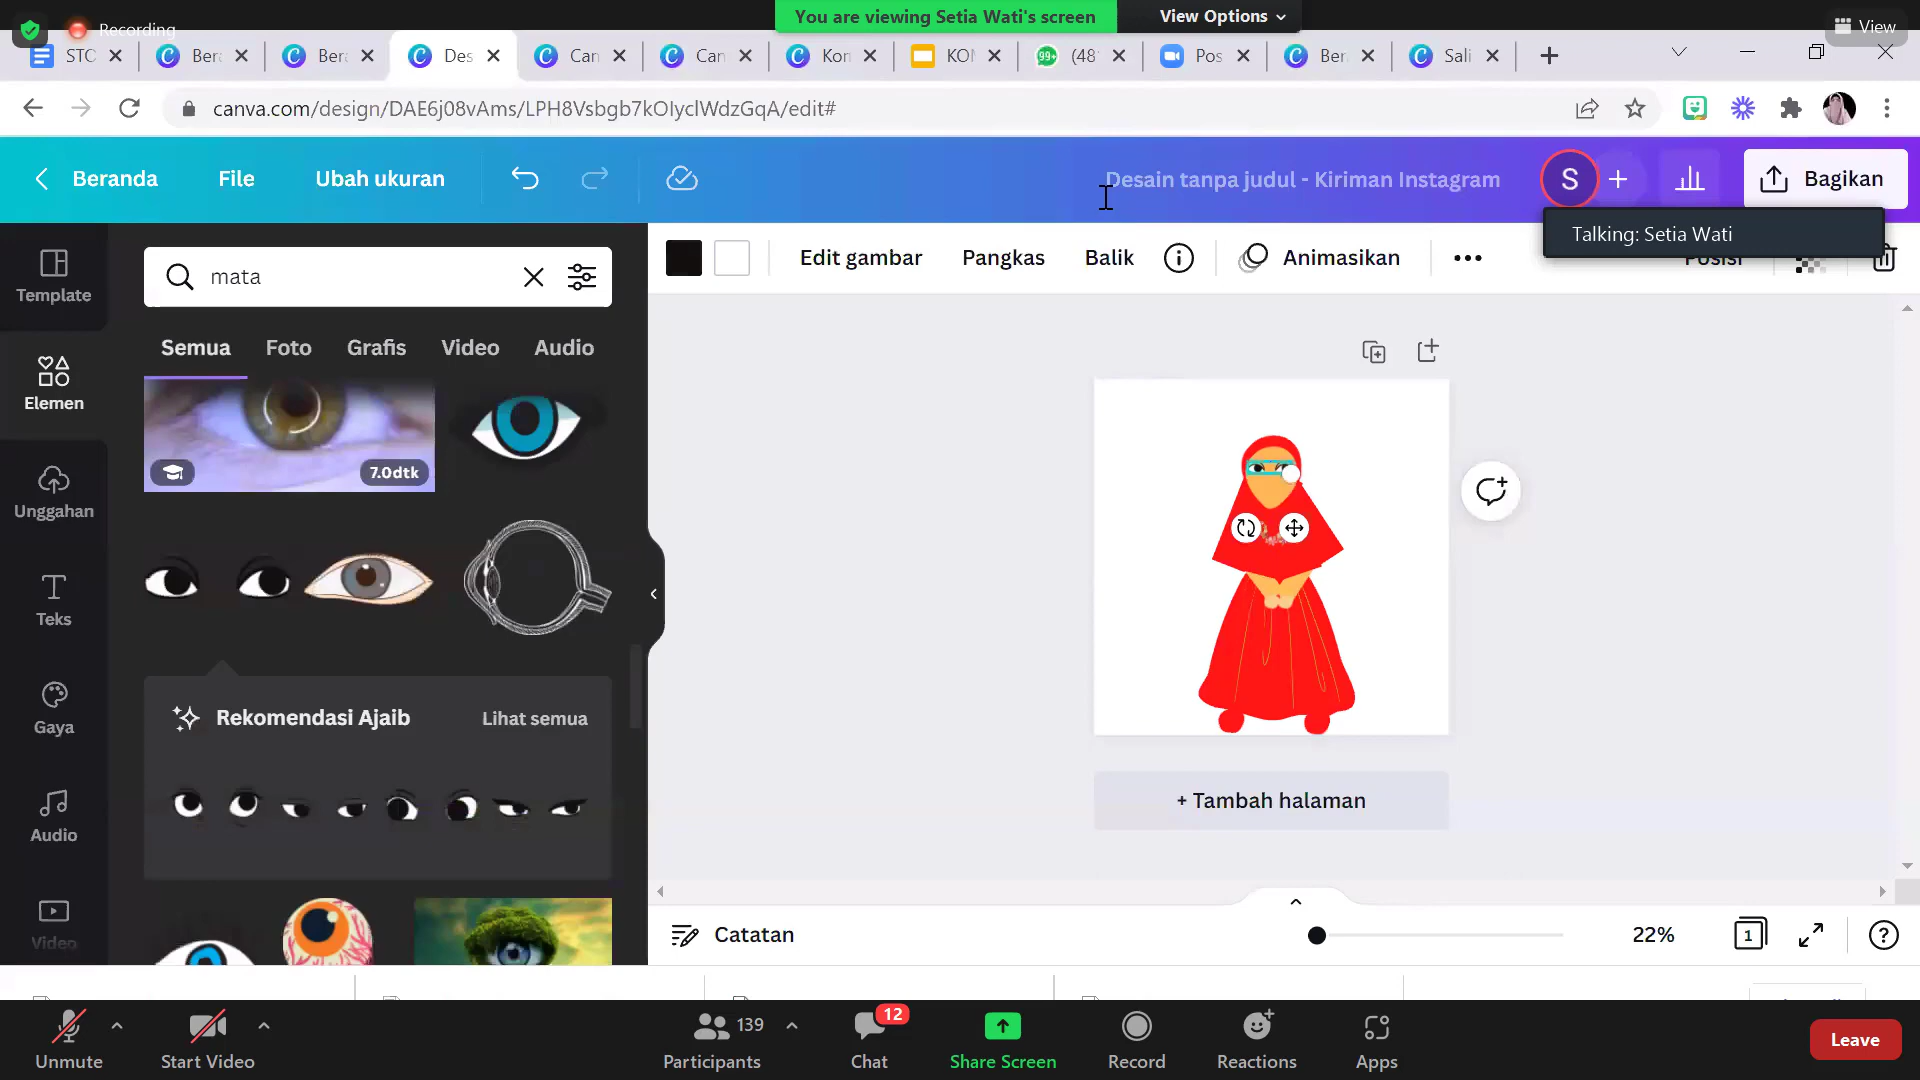 You are viewing Setia Wati's screen
View Options
Recording
View
STC
Ber
Ber
Des
Can
Can
Kon
KO
99+
(48
Pos
Ber
Sali
canva.com/design/DAE6j08vAms/LPH8Vsbgb7kOIyclWdzGqA/edit#
Beranda
File
Ubah ukuran
Desain tanpa judul - Kiriman Instagram
S
Bagikan
Talking: Setia Wati
mata
Edit gambar
Pangkas
Balik
Animasikan
Posisi
Template
Elemen
Unggahan
Teks
Gaya
Audio
Video
Semua
Foto
Grafis
Video
Audio
7.0dtk
Rekomendasi Ajaib
Lihat semua
+ Tambah halaman
Catatan
22%
1
Unmute
Start Video
139
Participants
12
Chat
Share Screen
Record
Reactions
Apps
Leave